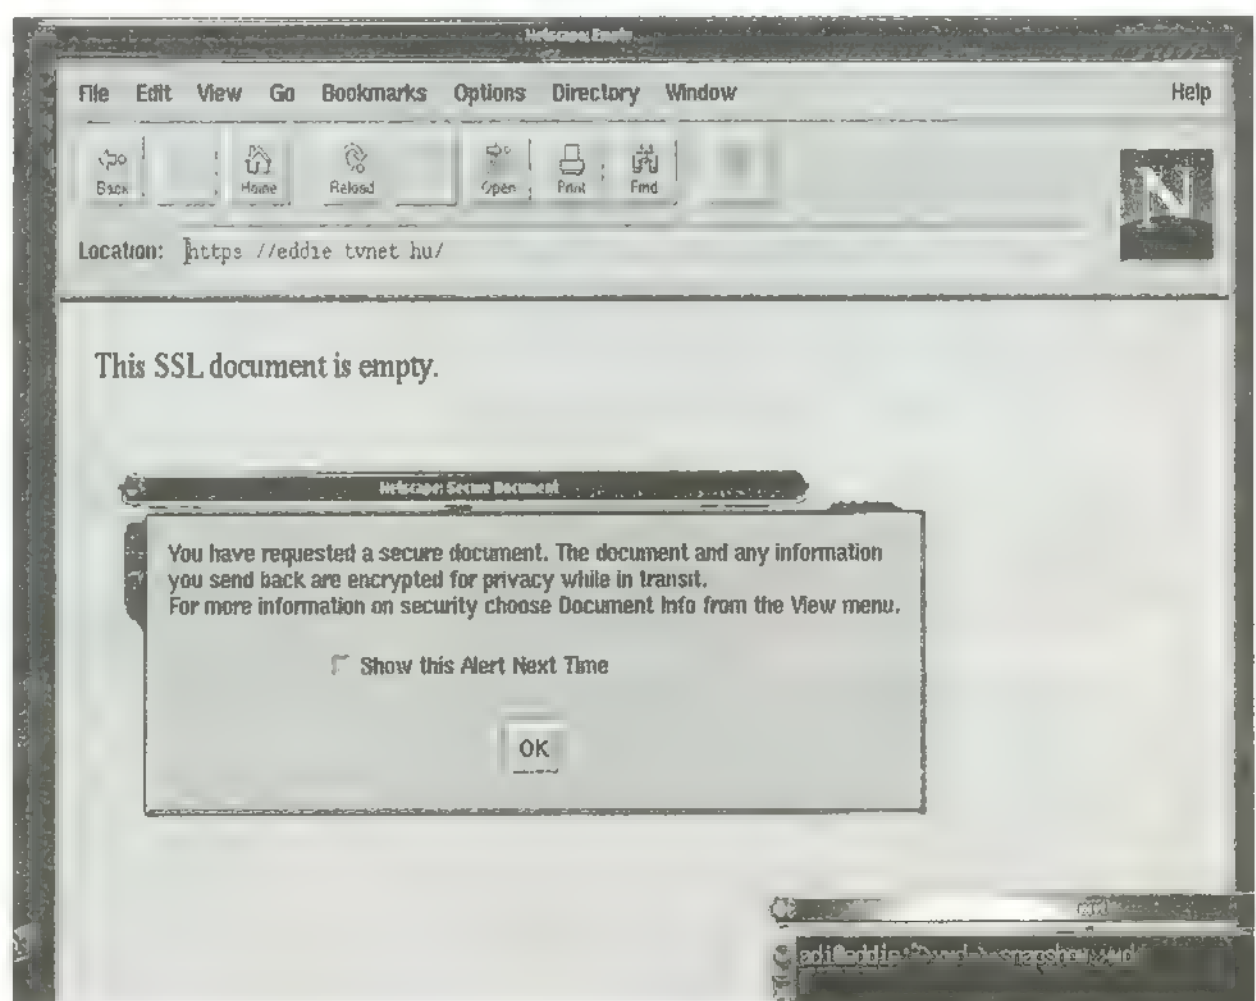 Netscape: Empty
File Edit View Go Bookmarks Options Directory Window Help
Back Home Reload Open Print Find
N
Location: https //eddie tvnet hu/
This SSL document is empty.
Netscape: Secure Document
You have requested a secure document. The document and any information
you send back are encrypted for privacy while in transit.
For more information on security choose Document Info from the View menu.
Show this Alert Next Time
OK